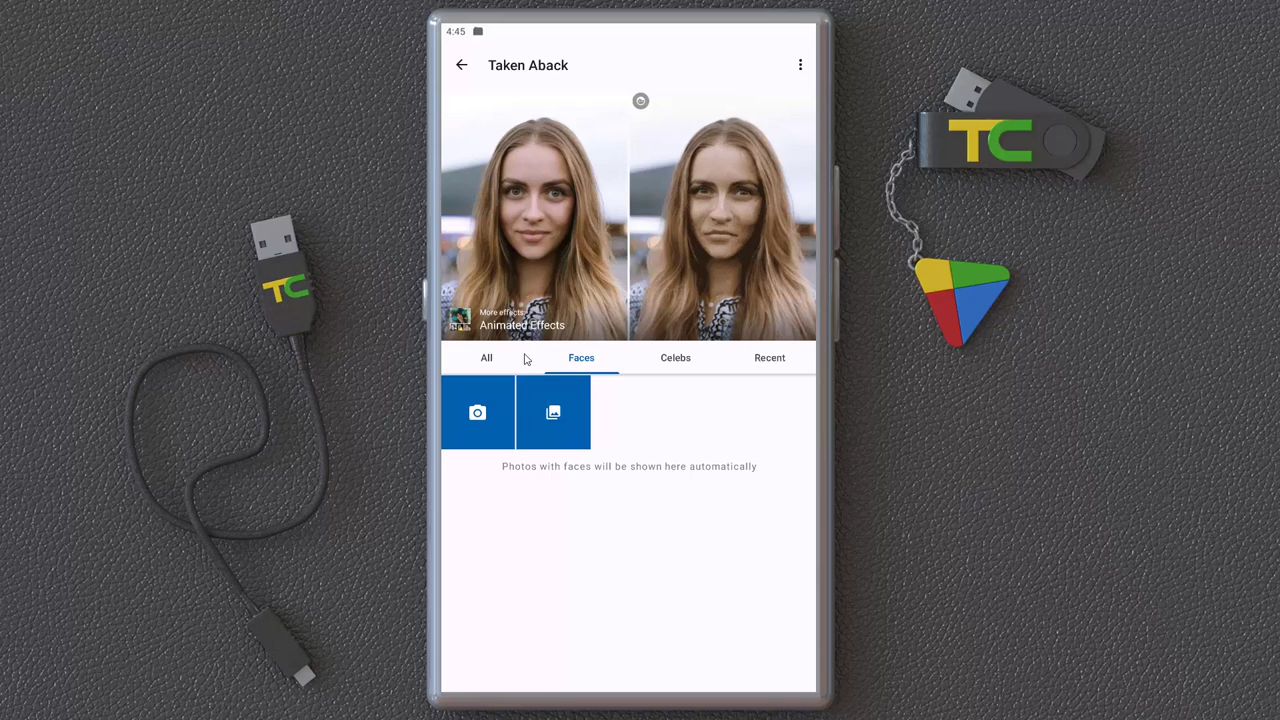 4:45
Taken Aback
TC
TC
More effects:
Animated Effects
All
Faces
Celebs
Recent
Photos with faces will be shown here automatically